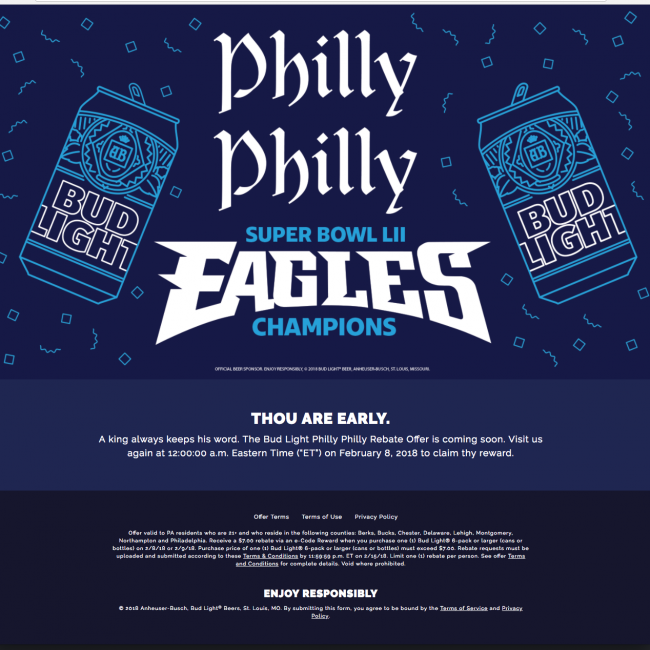 Philly
Philly
SUPER BOWL LII
EAGLES
CHAMPIONS
BUD
LIGHT
BUD
LIGHT
OFFICIAL BEER SPONSOR. ENJOY RESPONSIBLY, © 2018 BUD LIGHT® BEER, ANHEUSER-BUSCH, ST. LOUIS, MISSOURI.
THOU ARE EARLY.
A king always keeps his word. The Bud Light Philly Philly Rebate Offer is coming soon. Visit us
again at 12:00:00 a.m. Eastern Time ("ET") on February 8, 2018 to claim thy reward.
Offer Terms Terms of Use Privacy Policy
Offer valid to PA residents who are 21+ and who reside in the following counties: Berks, Bucks, Chester, Delaware, Lehigh, Montgomery,
Northampton and Philadelphia. Receive a $7.00 rebate via an e-Code Reward when you purchase one (1) Bud Light® 6-pack or larger (cans or
bottles) on 2/8/18 or 2/9/18. Purchase price of one (1) Bud Light® 6-pack or larger (cans or bottles) must exceed $7.00. Rebate requests must be
uploaded and submitted according to these Terms & Conditions by 11:59:59 p.m. ET on 2/15/18. Limit one (1) rebate per person. See offer Terms
and Conditions for complete details. Void where prohibited.
ENJOY RESPONSIBLY
© 2018 Anheuser-Busch, Bud Light® Beers, St. Louis, MO. By submitting this form, you agree to be bound by the Terms of Service and Privacy
Policy.